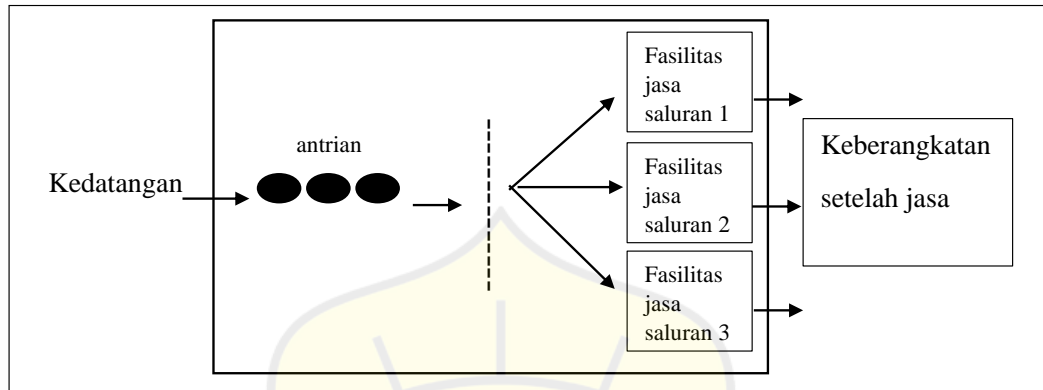 Kedatangan
antrian
Fasilitas
jasa
saluran 1
Fasilitas
jasa
saluran 2
Fasilitas
jasa
saluran 3
Keberangkatan
setelah jasa